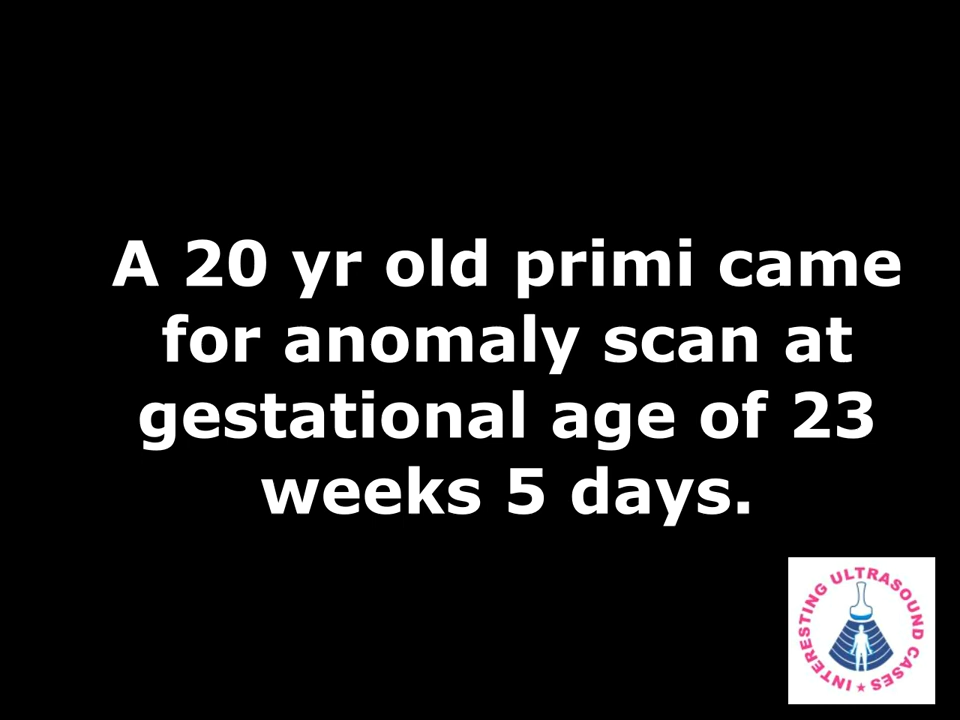 A 20 yr old primi came
for anomaly scan at
gestational age of 23
weeks 5 days.
INTERESTING ULTRASOUND CASES